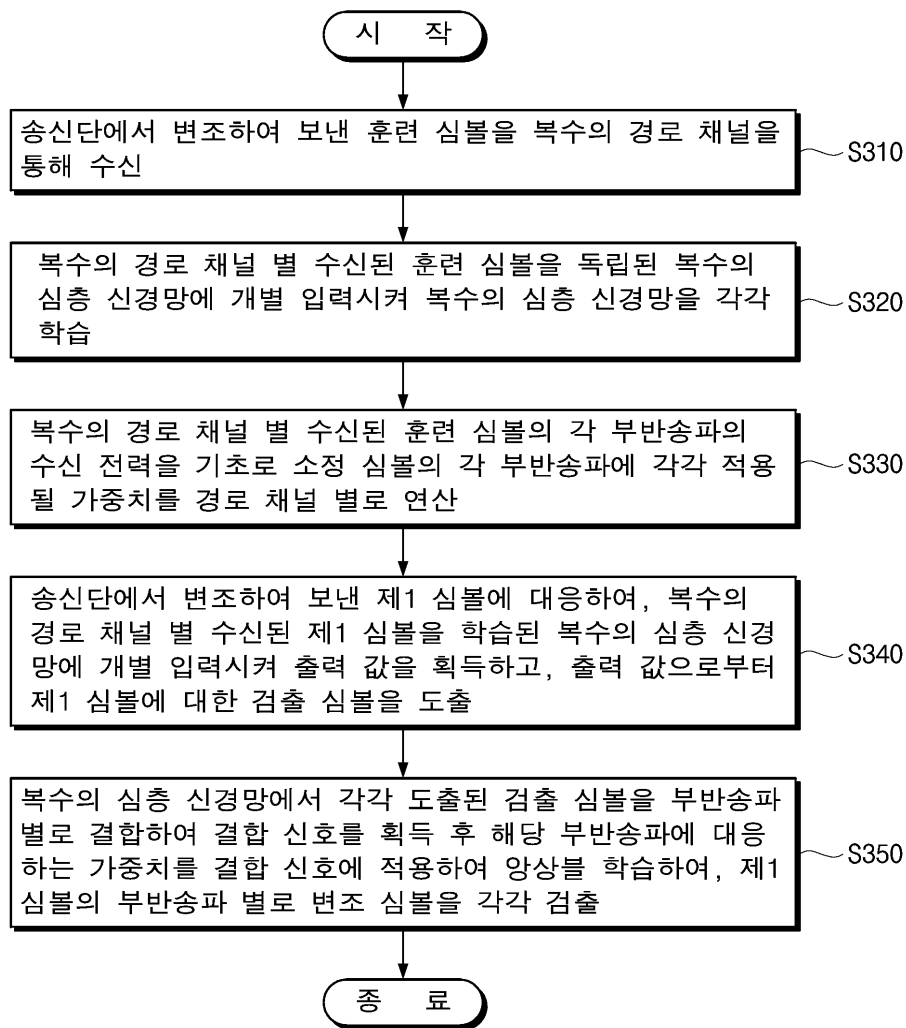 시 작
송신단에서 변조하여 보낸 훈련 심볼을 복수의 경로 채널을
통해 수신
S310
복수의 경로 채널 별 수신된 훈련 심볼을 독립된 복수의
심층 신경망에 개별 입력시켜 복수의 심층 신경망을 각각
학습
S320
복수의 경로 채널 별 수신된 훈련 심볼의 각 부반송파의
수신 전력을 기초로 소정 심볼의 각 부반송파에 각각 적용
될 가중치를 경로 채널 별로 연산
S330
송신단에서 변조하여 보낸 제1 심볼에 대응하여, 복수의
경로 채널 별 수신된 제1 심볼을 학습된 복수의 심층 신경
망에 개별 입력시켜 출력 값을 획득하고, 출력 값으로부터
제1 심볼에 대한 검출 심볼을 도출
S340
복수의 심층 신경망에서 각각 도출된 검출 심볼을 부반송파
별로 결합하여 결합 신호를 획득 후 해당 부반송파에 대응
하는 가중치를 결합 신호에 적용하여 앙상블 학습하여, 제1
심볼의 부반송파 별로 변조 심볼을 각각 검출
S350
종 료